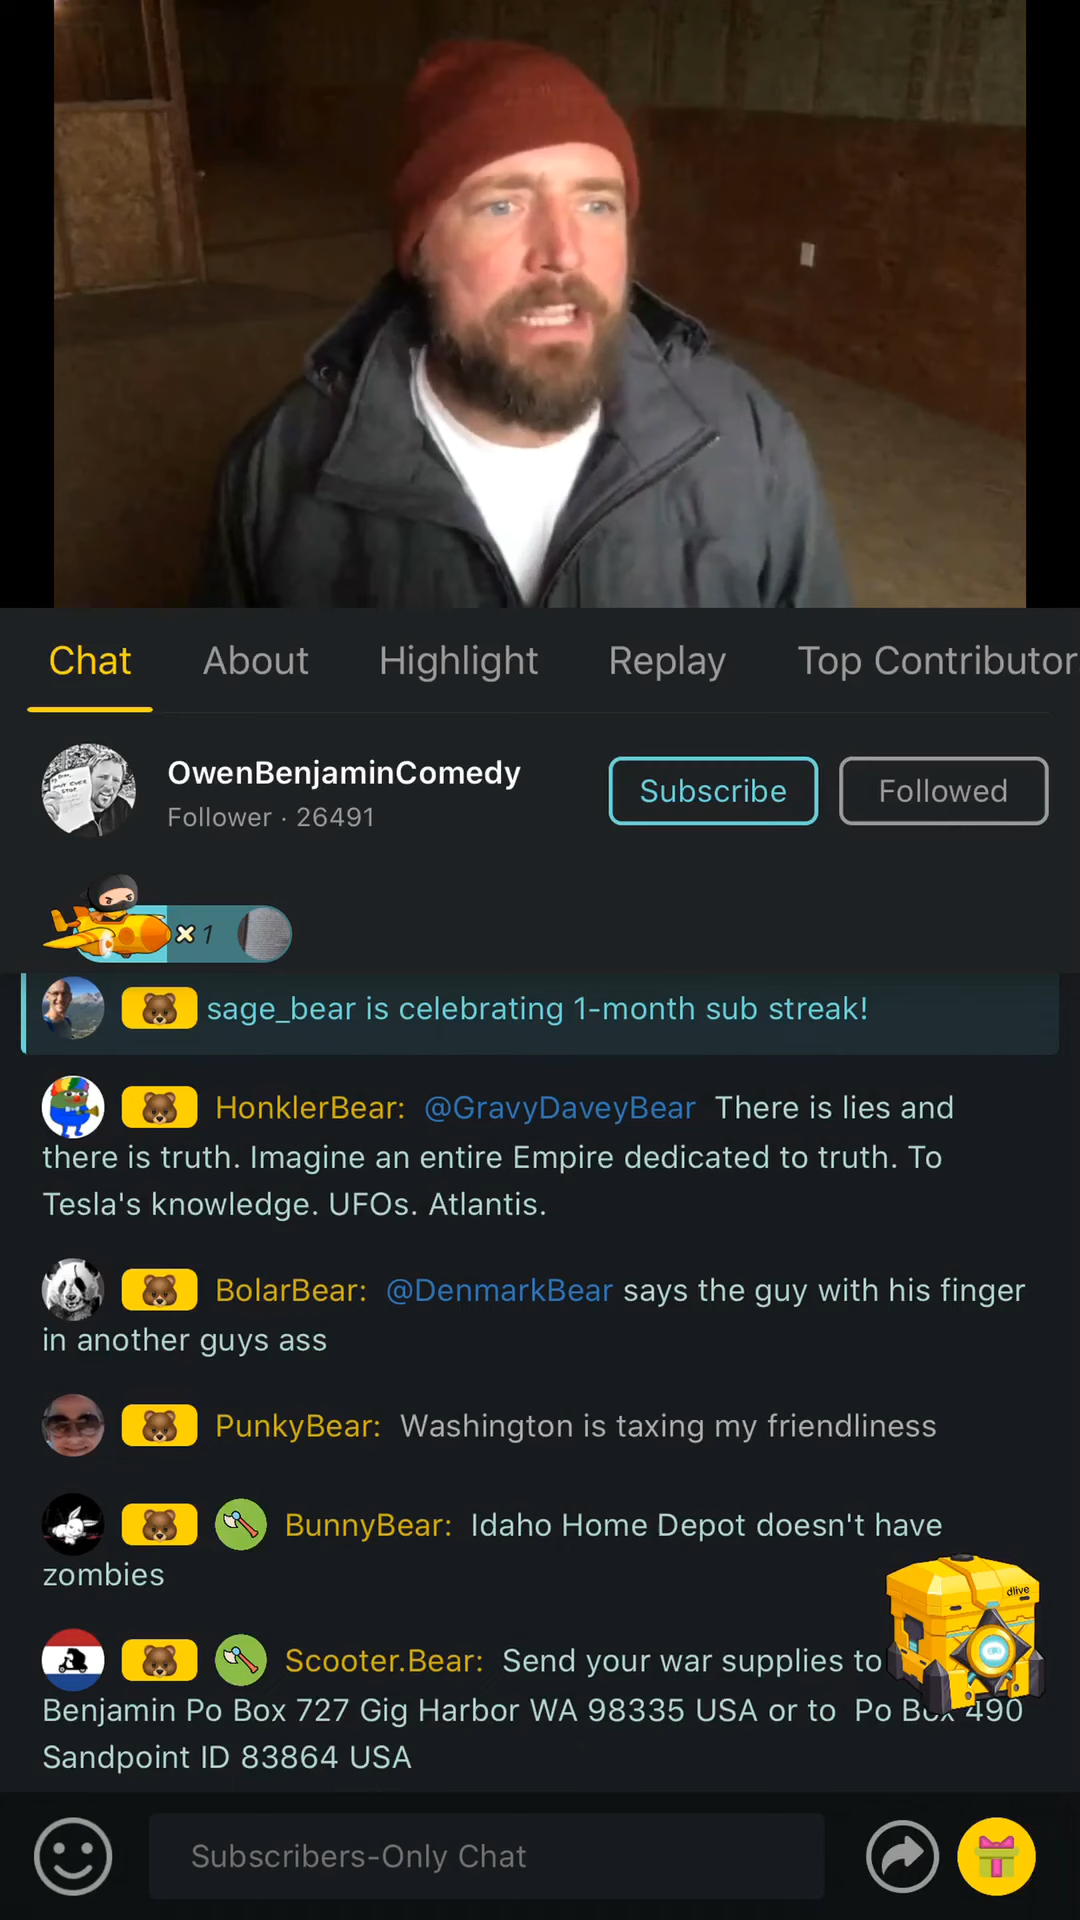 Chat About Highlight Replay Top Contributor
OwenBenjaminComedy
Follower · 26491
Subscribe
Followed
× 1
sage_bear is celebrating 1-month sub streak!
HonklerBear: @GravyDaveyBear There is lies and
there is truth. Imagine an entire Empire dedicated to truth. To
Tesla's knowledge. UFOs. Atlantis.
BolarBear: @DenmarkBear says the guy with his finger
in another guys ass
PunkyBear: Washington is taxing my friendliness
BunnyBear: Idaho Home Depot doesn't have
zombies
dlive
Scooter.Bear: Send your war supplies to
Benjamin Po Box 727 Gig Harbor WA 98335 USA or to Po Box 490
Sandpoint ID 83864 USA
Subscribers-Only Chat